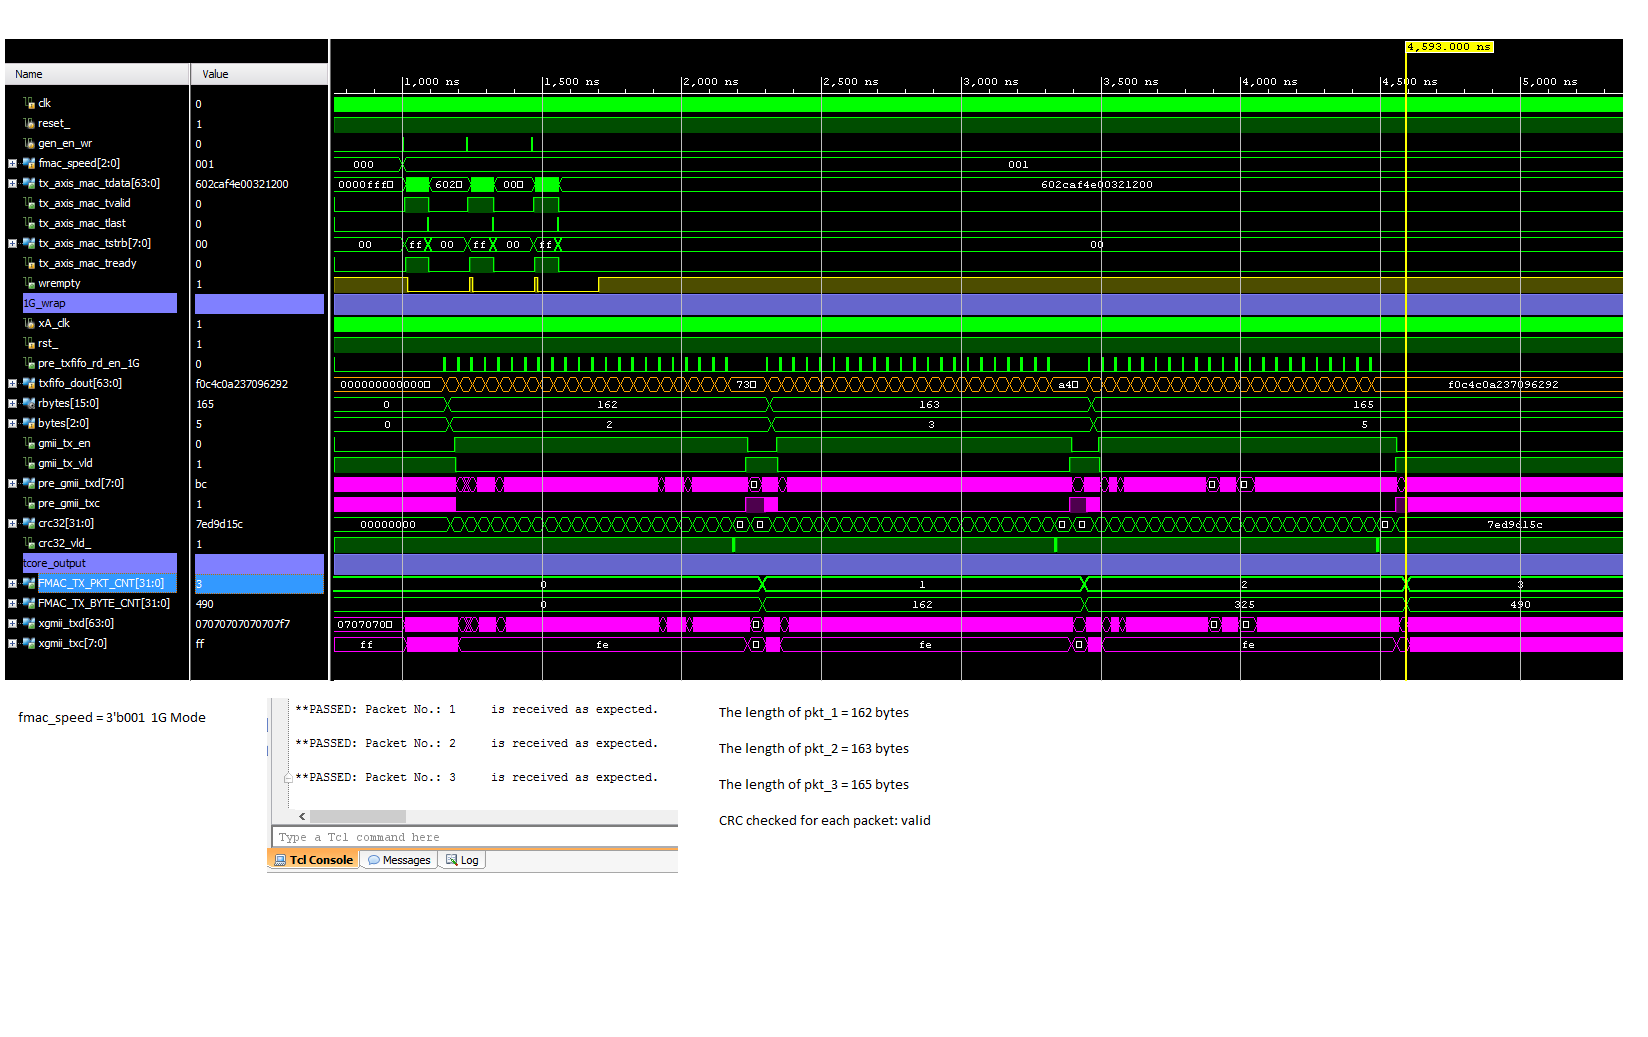 4,593.000 ns
Name Value 1,000 ns 1,500 ns 2,000 ns 2,500 ns 3,000 ns 3,500 ns 4,000 ns 4,500 ns 5,000 ns
clk 0
reset_ 1
gen_en_wr 0
fmac_speed[2:0] 001 000 001
tx_axis_mac_tdata[63:0] 602caf4e00321200 0000fff 602 00 602caf4e00321200
tx_axis_mac_tvalid 0
tx_axis_mac_tlast 0
tx_axis_mac_tstrb[7:0] 00 00 ff 00 ff 00 ff 00
tx_axis_mac_tready 0
wrempty 1
1G_wrap
xA_clk 1
rst_ 1
pre_txfifo_rd_en_1G 0
txfifo_dout[63:0] f0c4c0a237096292 000000000000 73 a4 f0c4c0a237096292
rbytes[15:0] 165 0 162 163 165
bytes[2:0] 5 0 2 3 5
gmii_tx_en 0
gmii_tx_vld 1
pre_gmii_txd[7:0] bc
pre_gmii_txc 1
crc32[31:0] 7ed9d15c 00000000 7ed9d15c
crc32_vld_ 1
tcore_output
FMAC_TX_PKT_CNT[31:0] 3 0 1 2 3
FMAC_TX_BYTE_CNT[31:0] 490 0 162 325 490
xgmii_txd[63:0] 07070707070707f7 0707070
xgmii_txc[7:0] ff ff fe fe fe
fmac_speed = 3'b001 1G Mode
**PASSED: Packet No.: 1 is received as expected.
**PASSED: Packet No.: 2 is received as expected.
**PASSED: Packet No.: 3 is received as expected.
Type a Tcl command here
Tcl Console Messages Log
The length of pkt_1 = 162 bytes
The length of pkt_2 = 163 bytes
The length of pkt_3 = 165 bytes
CRC checked for each packet: valid